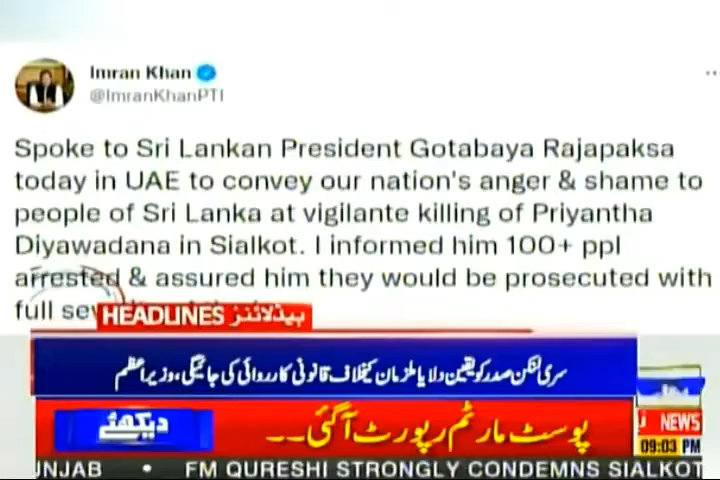 Imran Khan
@ImranKhanPTI
Spoke to Sri Lankan President Gotabaya Rajapaksa
today in UAE to convey our nation's anger & shame to
people of Sri Lanka at vigilante killing of Priyantha
Diyawadana in Sialkot. I informed him 100+ ppl
arrested & assured him they would be prosecuted with
full
HEADLINES ہیڈلائنز
سری لنکن صدر کو یقین دلایا ملزمان کیخلاف قانونی کارروائی کی جائیگی، وزیراعظم
دیکھئے
پوسٹ مارٹم رپورٹ آگئی..
NEWS
09:03 PM
UNJAB • FM QURESHI STRONGLY CONDEMNS SIALKOT